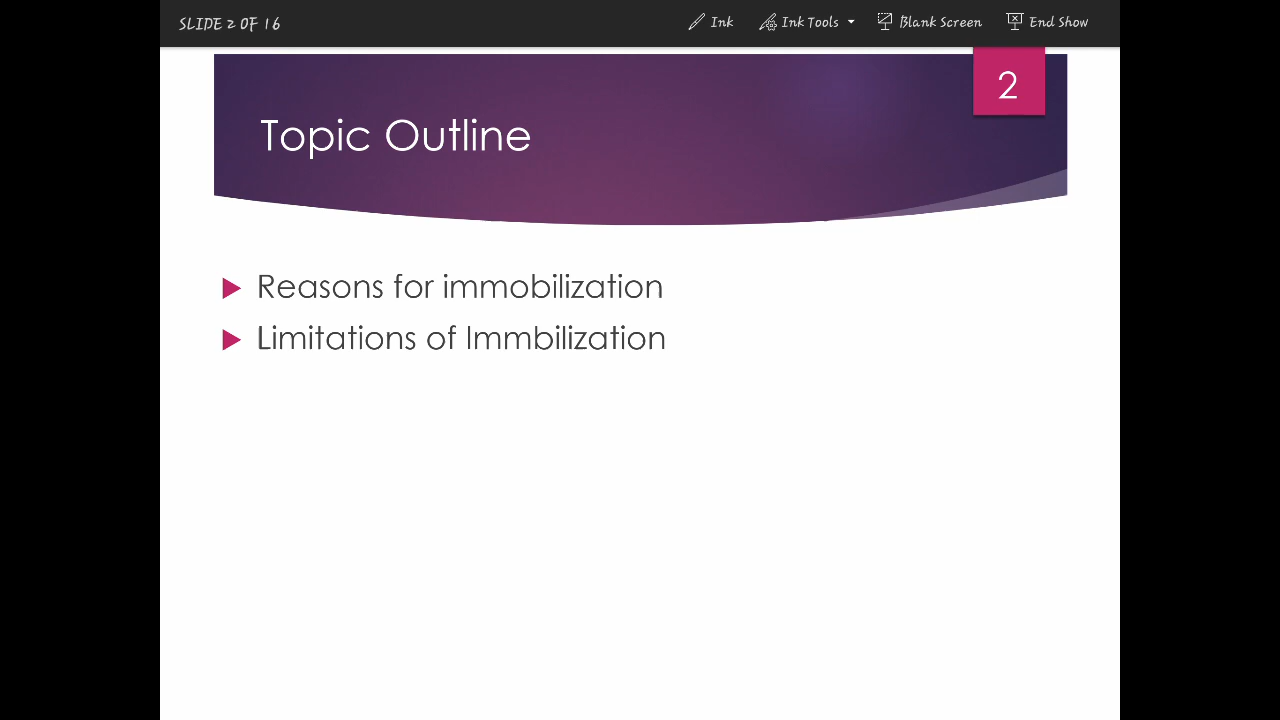 SLIDE 2 OF 16 Ink Ink Tools Blank Screen End Show
2
Topic Outline
Reasons for immobilization
Limitations of Immbilization